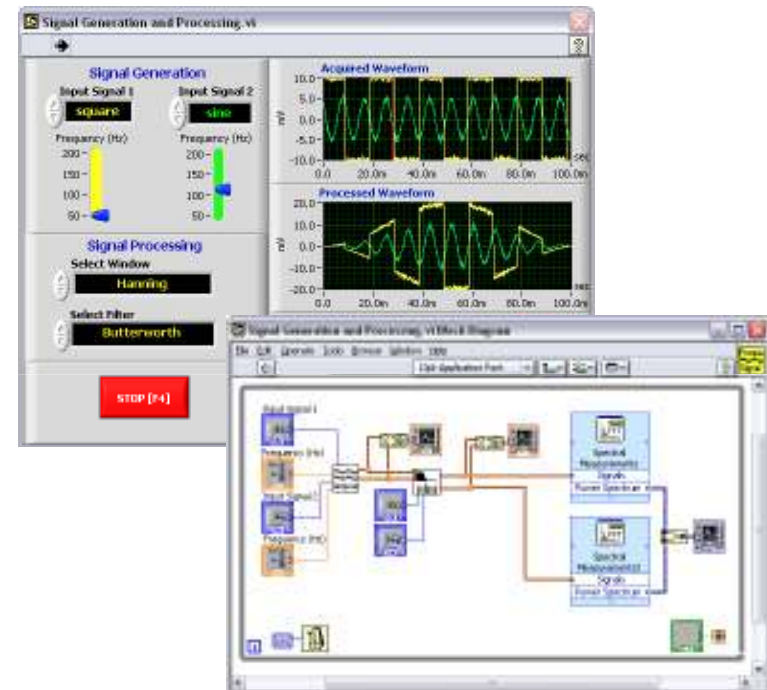 Signal Generation and Processing.vi
Signal Generation
Input Signal 1 Input Signal 2
square sine
Frequency (Hz) Frequency (Hz)
200 200
150 150
100 100
50 50
Signal Processing
Select Window
Hanning
Select Filter
Butterworth
STOP [F4]
Acquired Waveform
10.0
5.0
0.0
-5.0
-10.0
mV
sec
0.0 20.0m 40.0m 60.0m 80.0m 100.0m
Processed Waveform
20.0
10.0
0.0
-10.0
-20.0
mV
sec
0.0 20.0m 40.0m 60.0m 80.0m 100.0m
Signal Generation and Processing.vi Block Diagram
File Edit Operate Tools Browse Window Help
Application Font
Input Signal 1
Frequency (Hz)
Input Signal 2
Frequency (Hz)
Spectral
Measurements
Signals
Power Spectrum
Spectral
Measurements
Signals
Power Spectrum
i